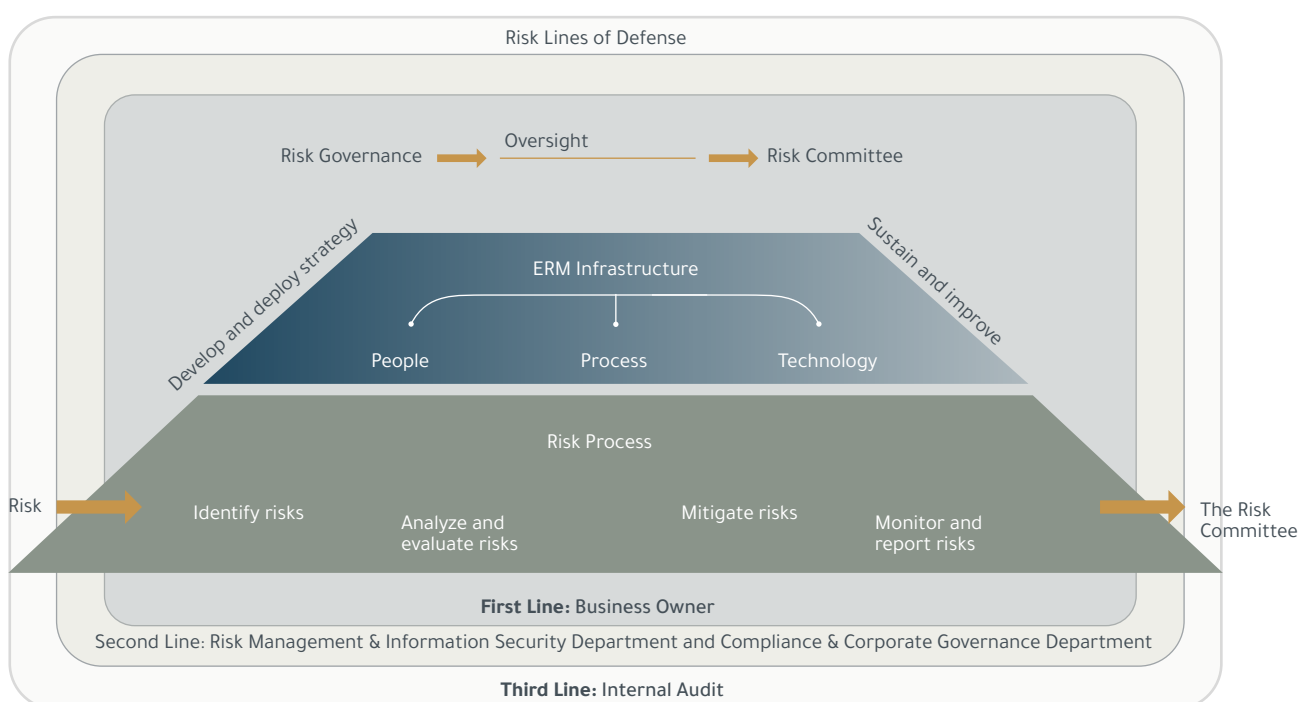 Risk Lines of Defense
Risk Governance
Oversight
Risk Committee
Develop and deploy strategy
Sustain and improve
ERM Infrastructure
People
Process
Technology
Risk Process
Risk
Identify risks
Analyze and
evaluate risks
Mitigate risks
Monitor and
report risks
The Risk
Committee
First Line: Business Owner
Second Line: Risk Management & Information Security Department and Compliance & Corporate Governance Department
Third Line: Internal Audit